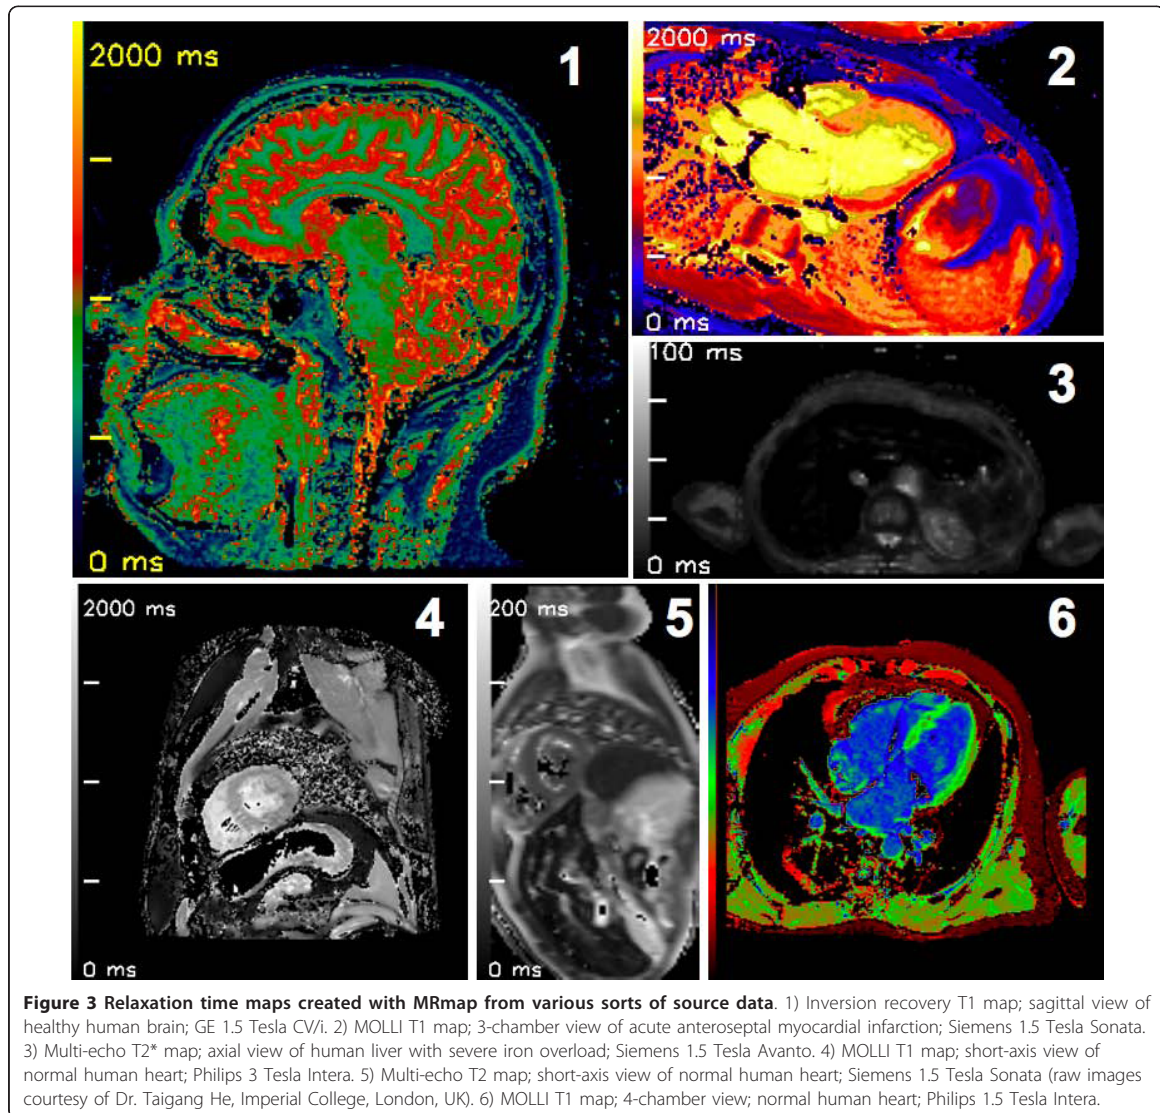 2000 ms
1
0 ms
2000 ms
2
0 ms
100 ms
3
0 ms
2000 ms
4
0 ms
200 ms
5
0 ms
6
Figure 3 Relaxation time maps created with MRmap from various sorts of source data. 1) Inversion recovery T1 map; sagittal view of
healthy human brain; GE 1.5 Tesla CV/i. 2) MOLLI T1 map; 3-chamber view of acute anteroseptal myocardial infarction; Siemens 1.5 Tesla Sonata.
3) Multi-echo T2* map; axial view of human liver with severe iron overload; Siemens 1.5 Tesla Avanto. 4) MOLLI T1 map; short-axis view of
normal human heart; Philips 3 Tesla Intera. 5) Multi-echo T2 map; short-axis view of normal human heart; Siemens 1.5 Tesla Sonata (raw images
courtesy of Dr. Taigang He, Imperial College, London, UK). 6) MOLLI T1 map; 4-chamber view; normal human heart; Philips 1.5 Tesla Intera.